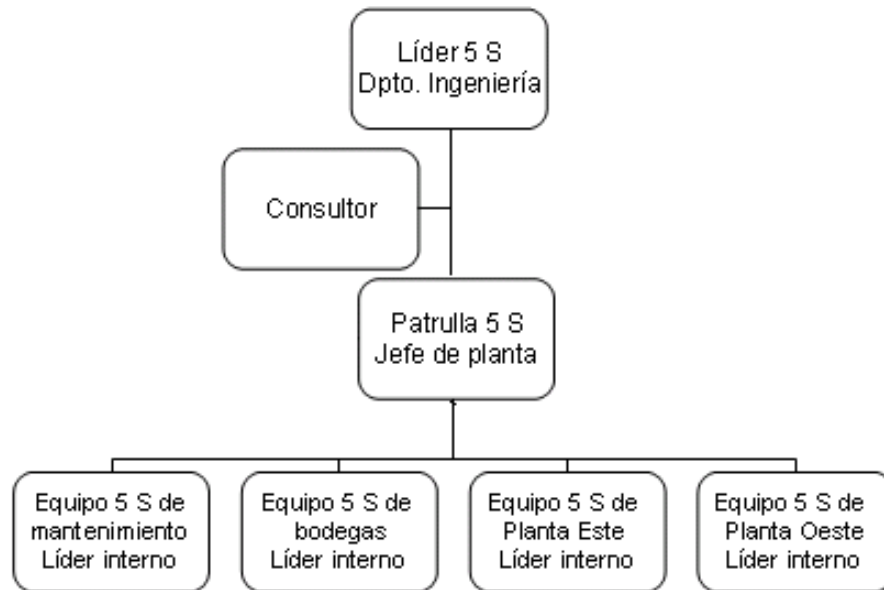 Líder 5 S
Dpto. Ingeniería
Consultor
Patrulla 5 S
Jefe de planta
Equipo 5 S de
mantenimiento
Líder interno
Equipo 5 S de
bodegas
Líder interno
Equipo 5 S de
Planta Este
Líder interno
Equipo 5 S de
Planta Oeste
Líder interno